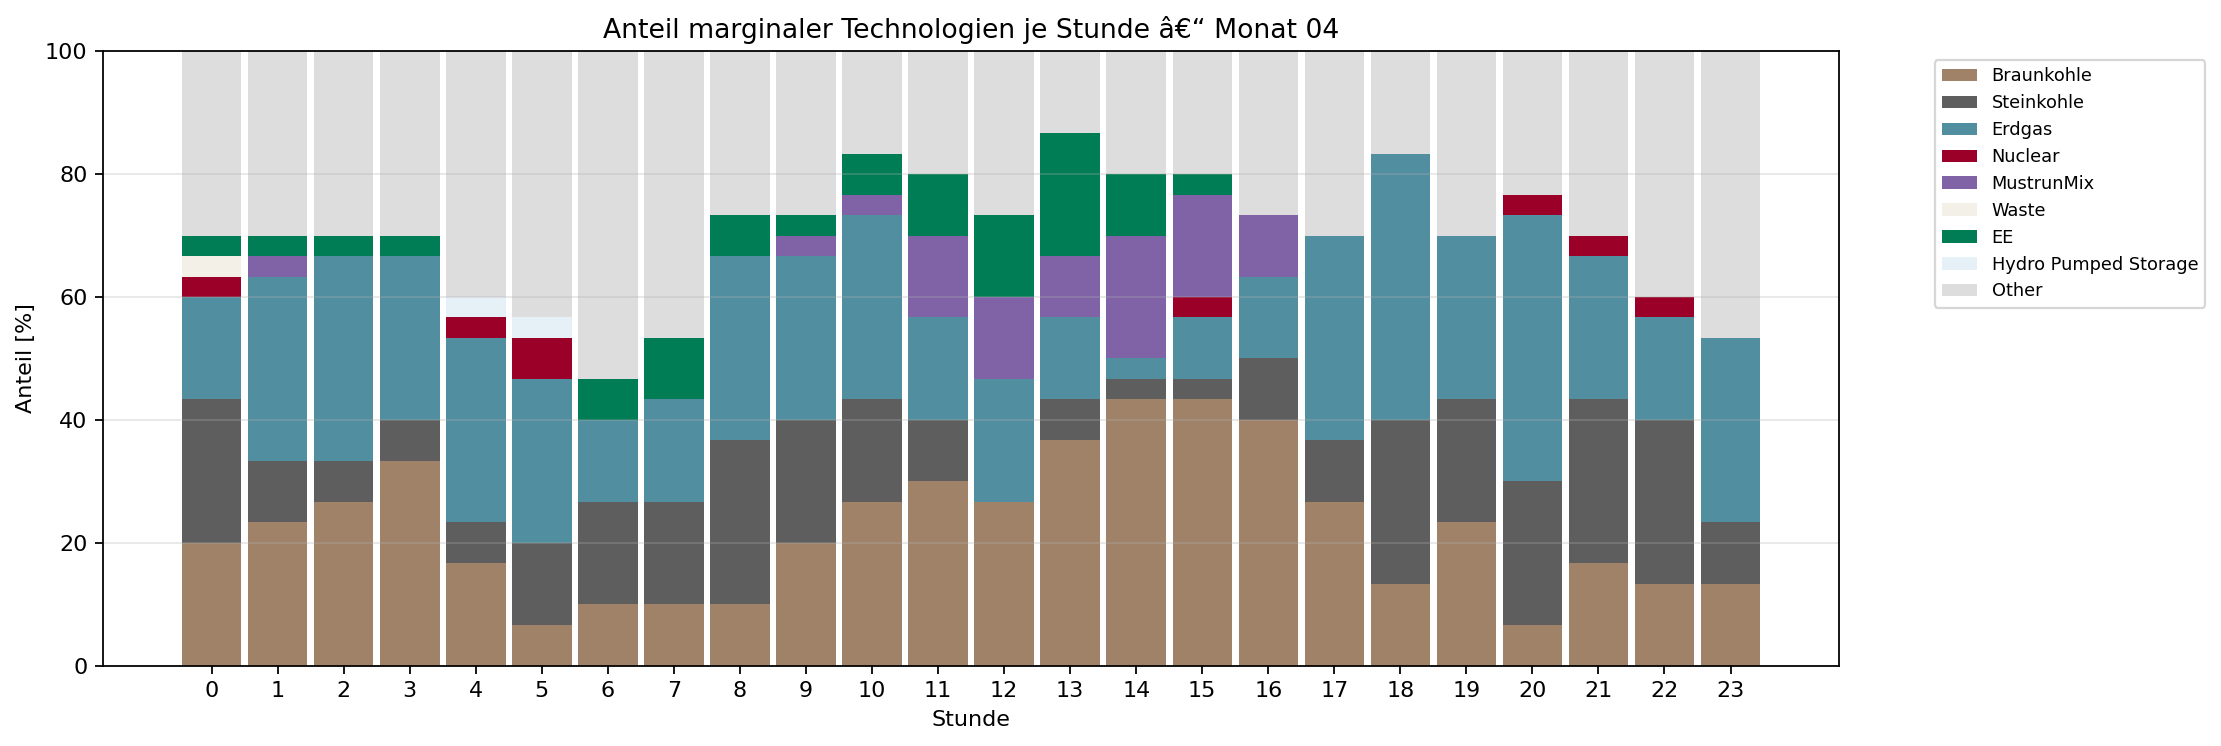 Anteil marginaler Technologien je Stunde â€“ Monat 04
Anteil [%]
100
80
60
40
20
0
0 1 2 3 4 5 6 7 8 9 10 11 12 13 14 15 16 17 18 19 20 21 22 23
Stunde
Braunkohle
Steinkohle
Erdgas
Nuclear
MustrunMix
Waste
EE
Hydro Pumped Storage
Other